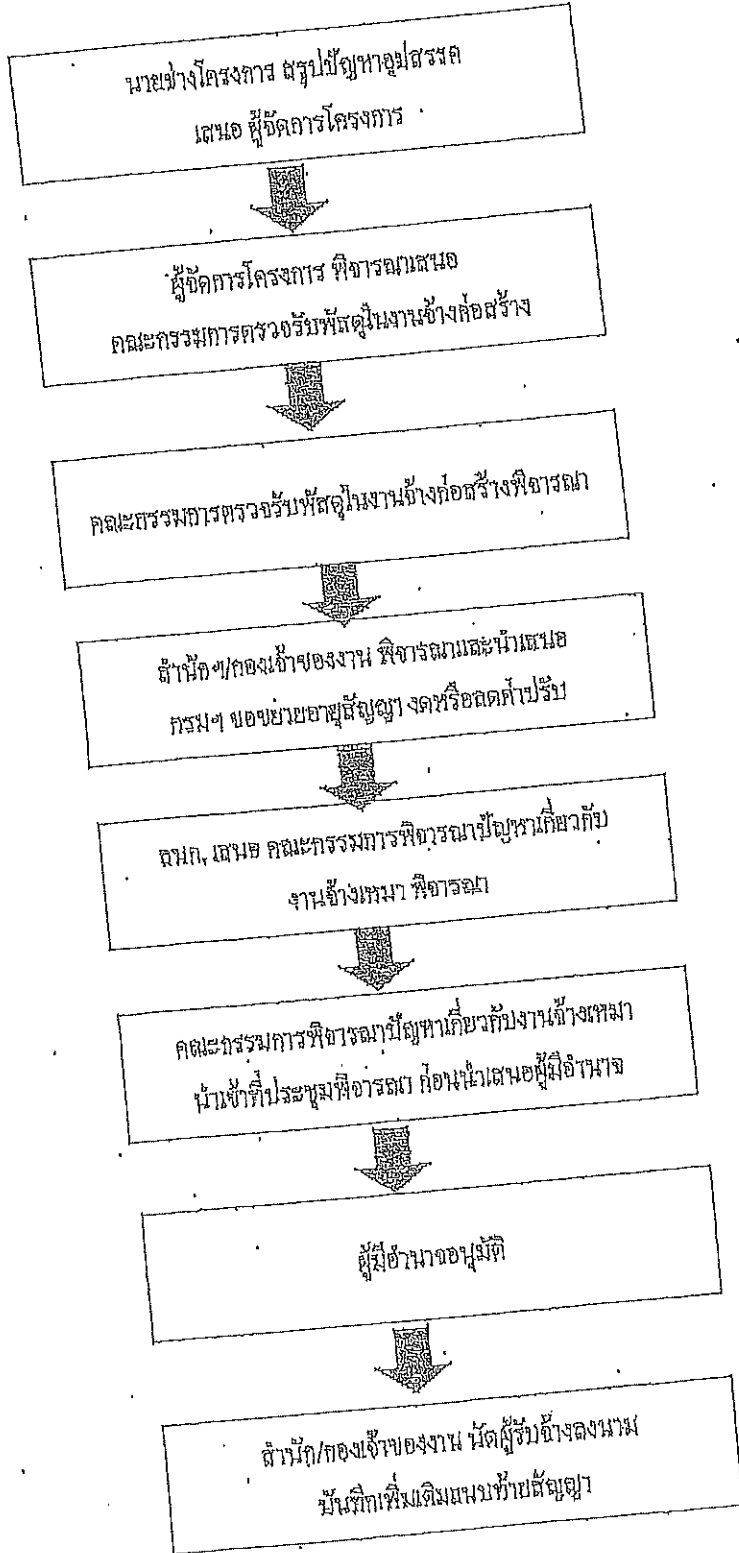 นายช่างโครงการ สรุปปัญหาอุปสรรค
เสนอ ผู้จัดการโครงการ
ผู้จัดการโครงการ พิจารณาเสนอ
คณะกรรมการตรวจรับพัสดุในงานจ้างก่อสร้าง
คณะกรรมการตรวจรับพัสดุในงานจ้างก่อสร้างพิจารณา
สำนักฯ/กองเจ้าของงาน พิจารณาและนำเสนอ
กรมฯ ขอขยายอายุสัญญา งดหรือลดค่าปรับ
สนก. เสนอ คณะกรรมการพิจารณาปัญหาเกี่ยวกับ
งานจ้างเหมา พิจารณา
คณะกรรมการพิจารณาปัญหาเกี่ยวกับงานจ้างเหมา
นำเข้าที่ประชุมพิจารณา ก่อนนำเสนอผู้มีอำนาจ
ผู้มีอำนาจอนุมัติ
สำนัก/กองเจ้าของงาน นัดผู้รับจ้างลงนาม
บันทึกเพิ่มเติมแนบท้ายสัญญา